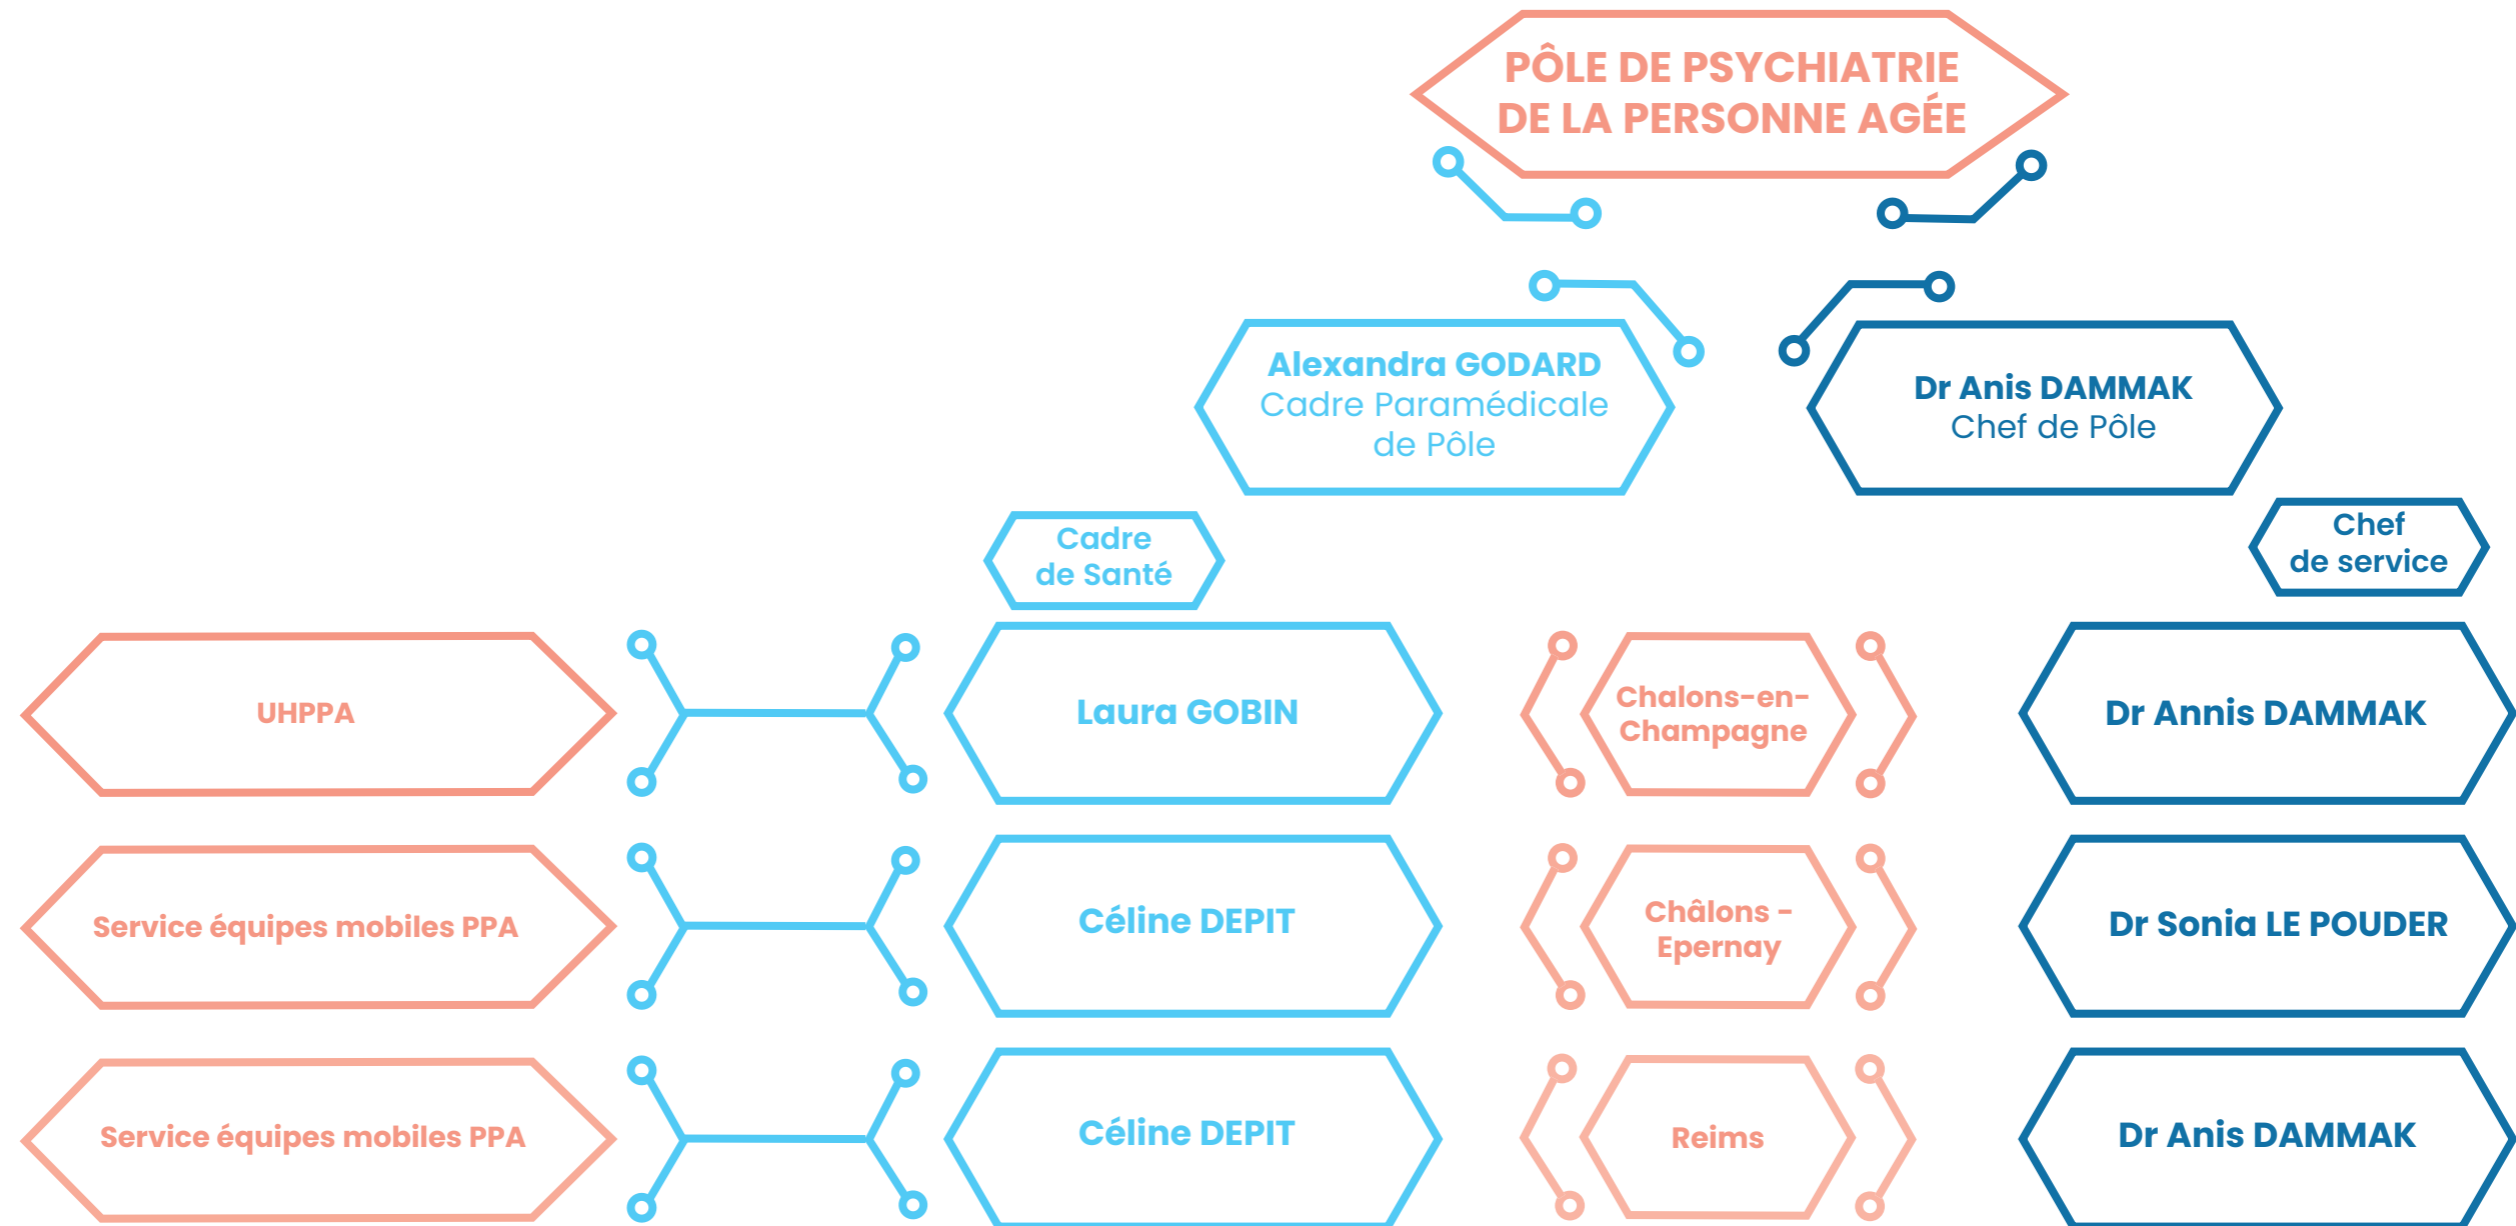 PÔLE DE PSYCHIATRIE
DE LA PERSONNE AGÉE
Alexandra GODARD
Cadre Paramédicale
de Pôle
Dr Anis DAMMAK
Chef de Pôle
Cadre
de Santé
Chef
de service
UHPPA
Laura GOBIN
Chalons-en-
Champagne
Dr Annis DAMMAK
Service équipes mobiles PPA
Céline DEPIT
Châlons -
Epernay
Dr Sonia LE POUDER
Service équipes mobiles PPA
Céline DEPIT
Reims
Dr Anis DAMMAK